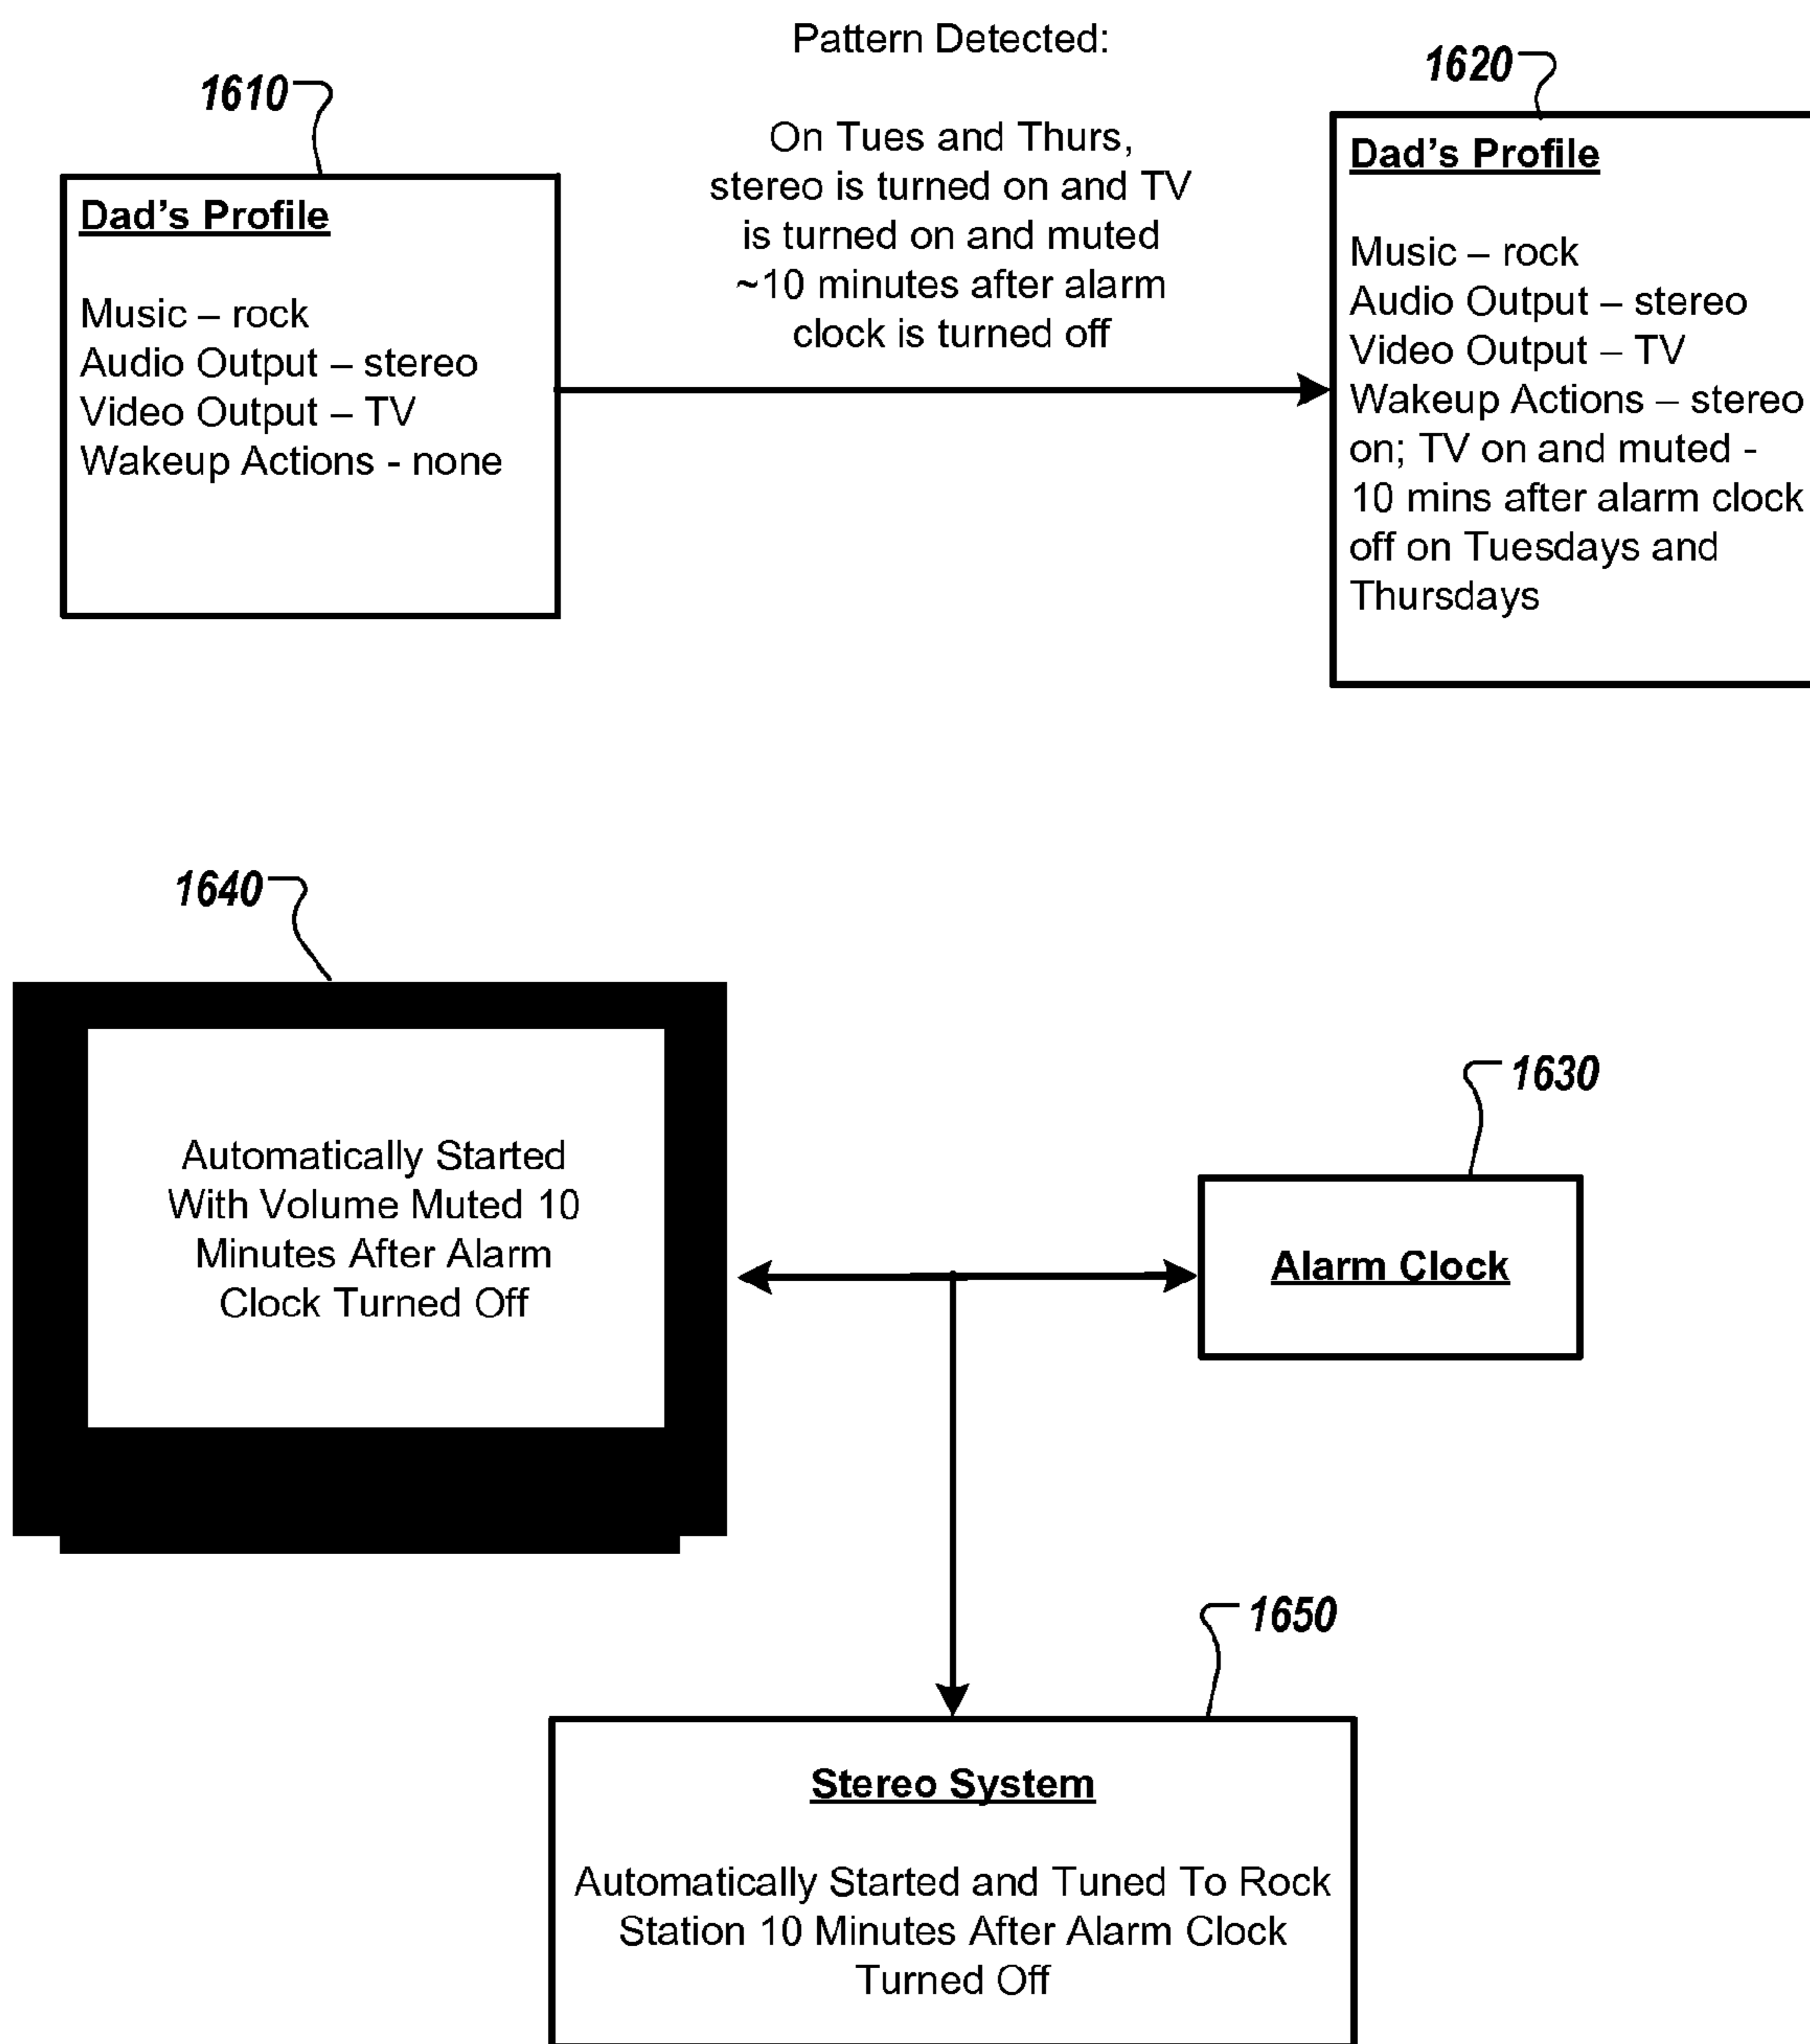 Pattern Detected:
On Tues and Thurs,
stereo is turned on and TV
is turned on and muted
~10 minutes after alarm
clock is turned off
1610
Dad's Profile
Music – rock
Audio Output – stereo
Video Output – TV
Wakeup Actions - none
1620
Dad's Profile
Music – rock
Audio Output – stereo
Video Output – TV
Wakeup Actions – stereo
on; TV on and muted -
10 mins after alarm clock
off on Tuesdays and
Thursdays
1640
Automatically Started
With Volume Muted 10
Minutes After Alarm
Clock Turned Off
1630
Alarm Clock
1650
Stereo System
Automatically Started and Tuned To Rock
Station 10 Minutes After Alarm Clock
Turned Off